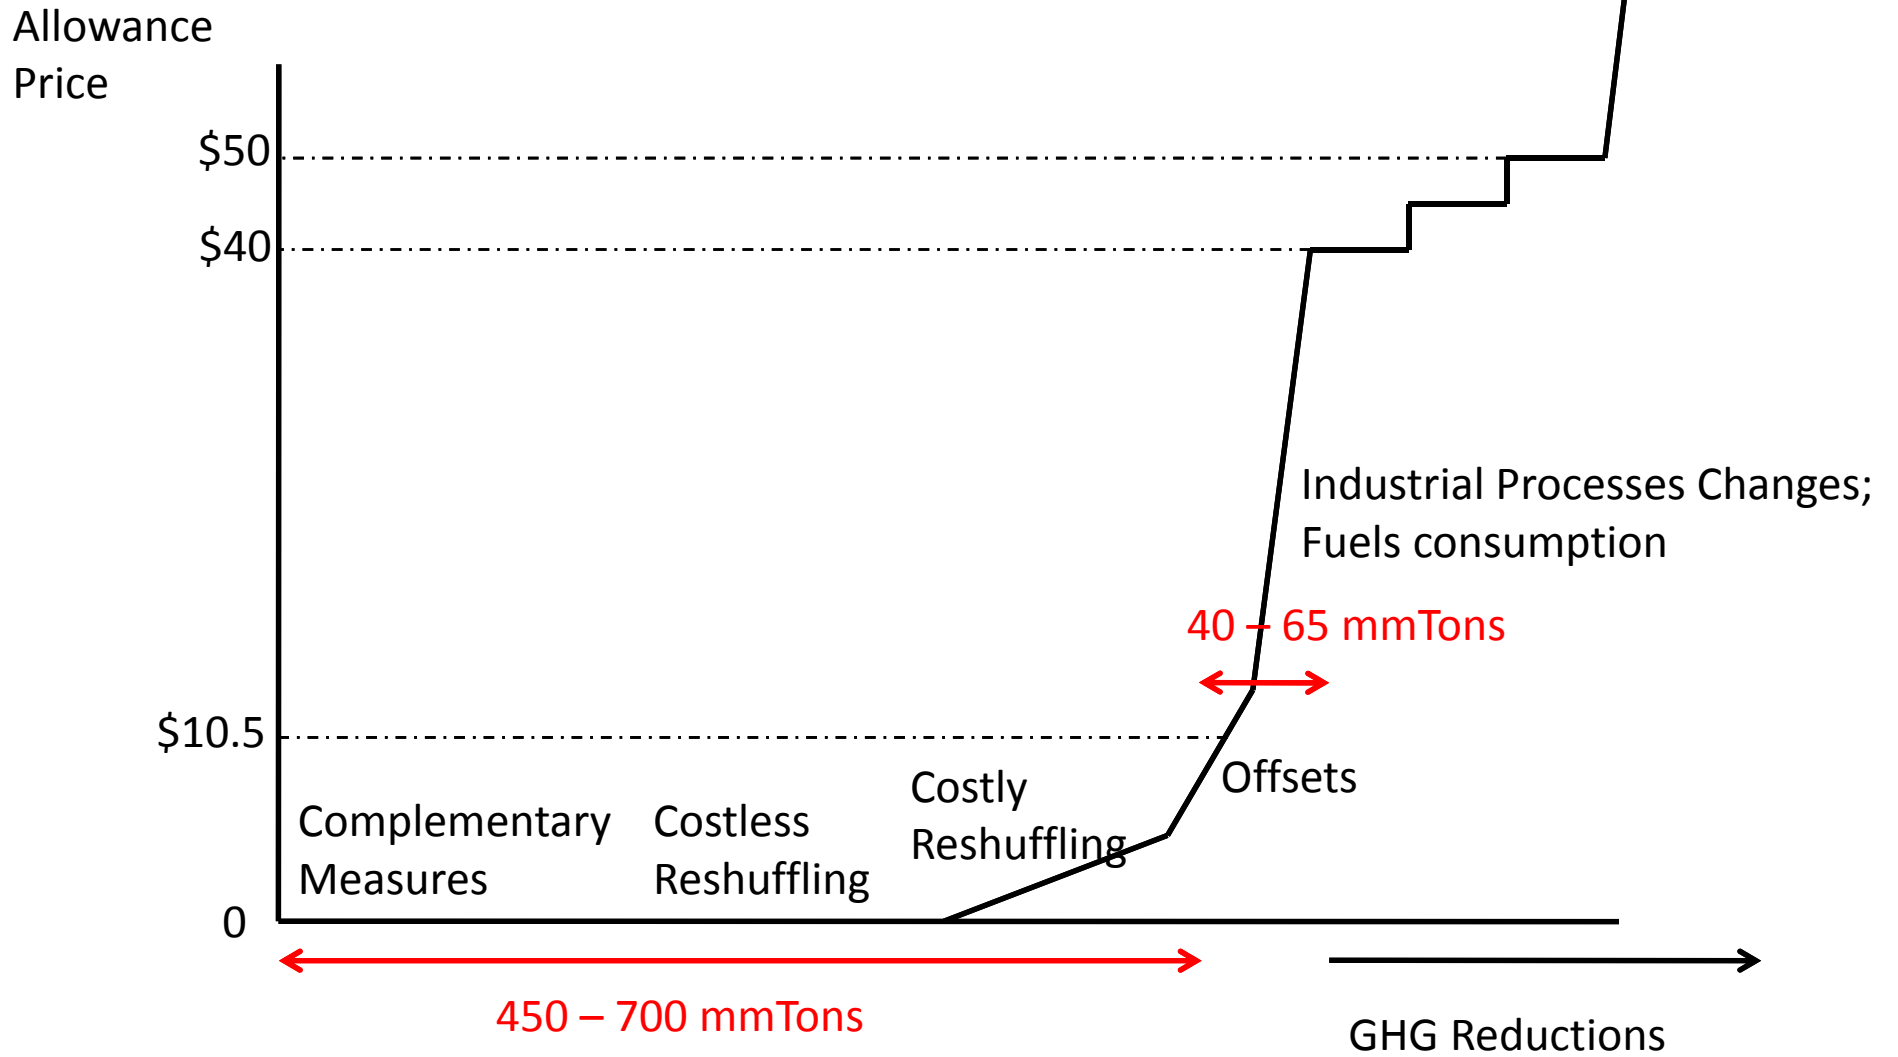 Allowance
Price
$50
$40
Industrial Processes Changes;
Fuels consumption
40 – 65 mmTons
$10.5
Offsets
Costly
Reshuffling
Complementary
Measures
Costless
Reshuffling
0
450 – 700 mmTons
GHG Reductions